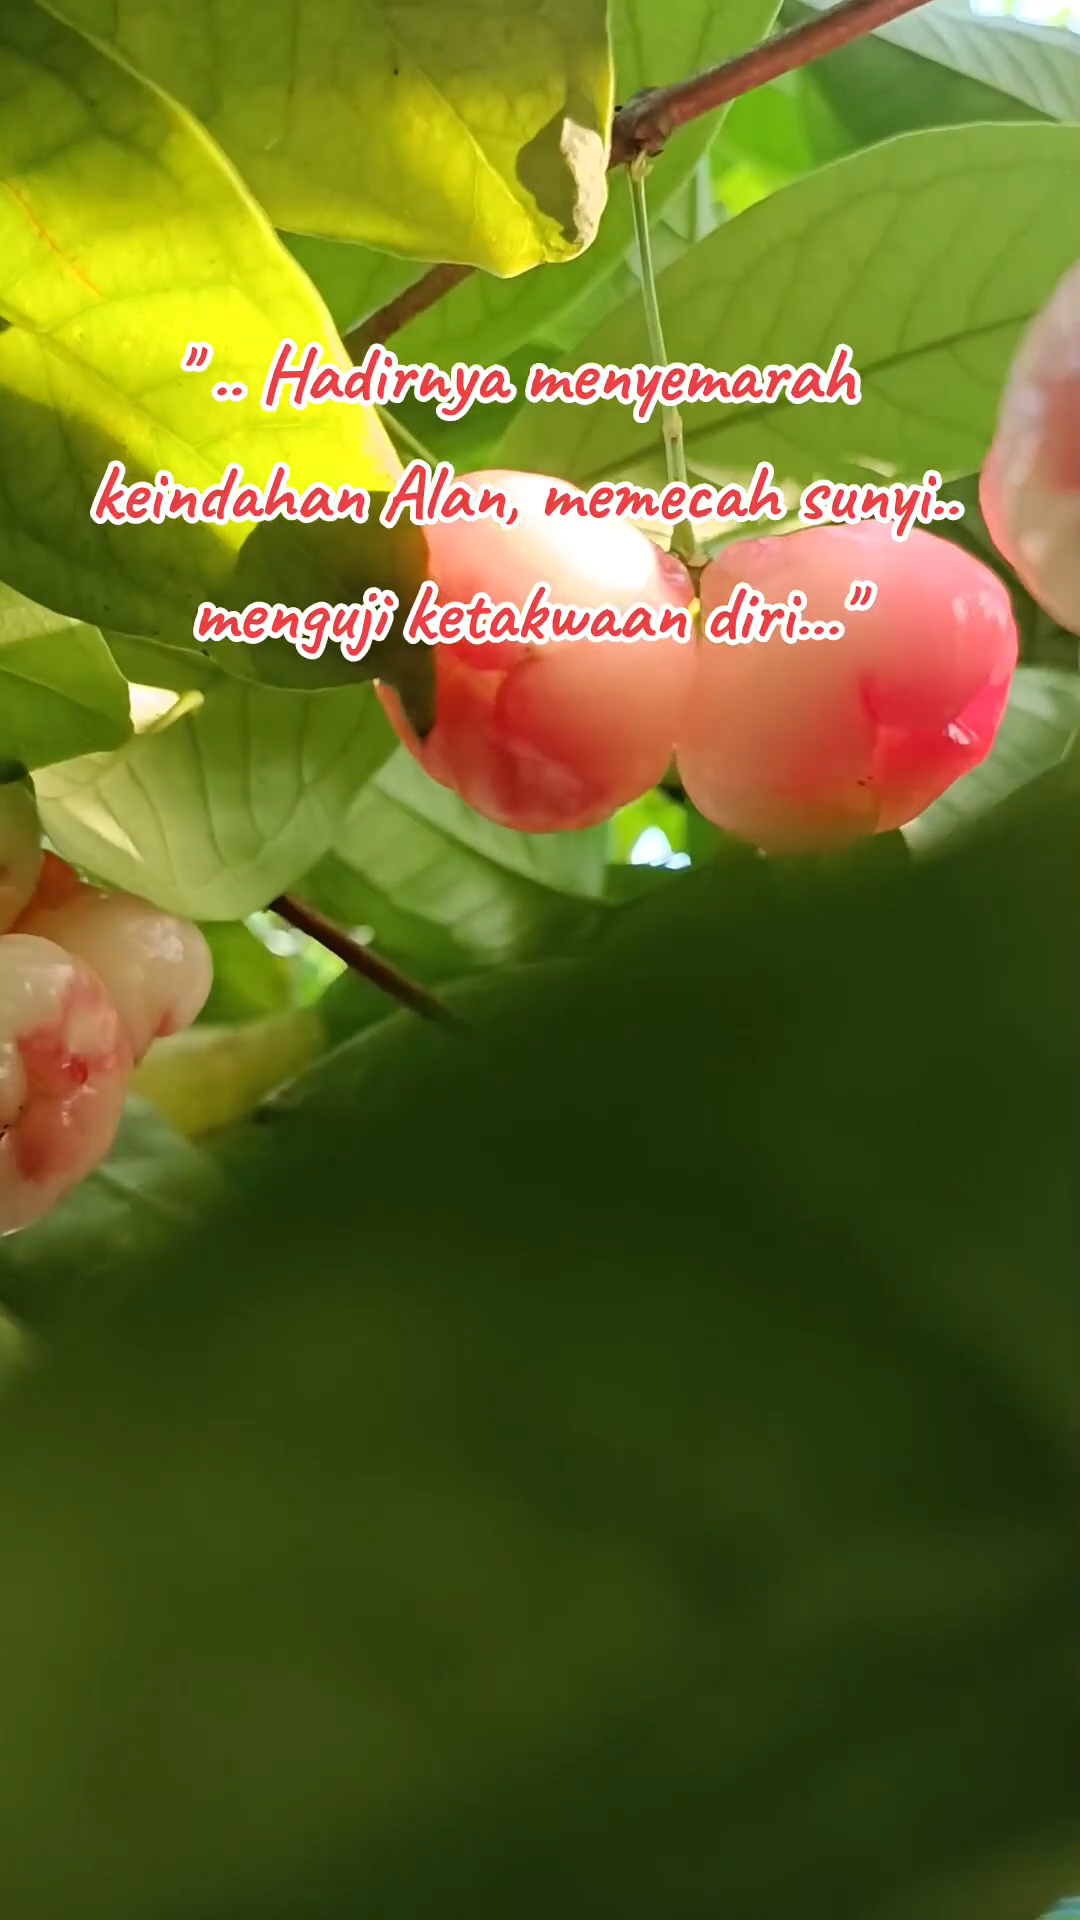 ".. Hadirnya menyemarah
keindahan Alan, memecah sunyi..
menguji ketakwaan diri..."